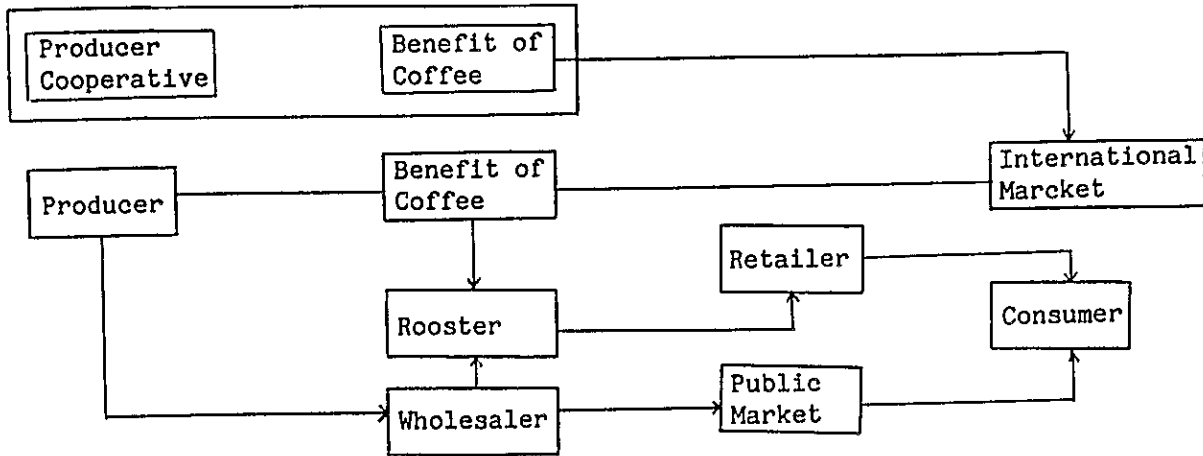 Producer
Cooperative
Benefit of
Coffee
Benefit of
Coffee
International
Marcket
Producer
Retailer
Rooster
Consumer
Public
Market
Wholesaler